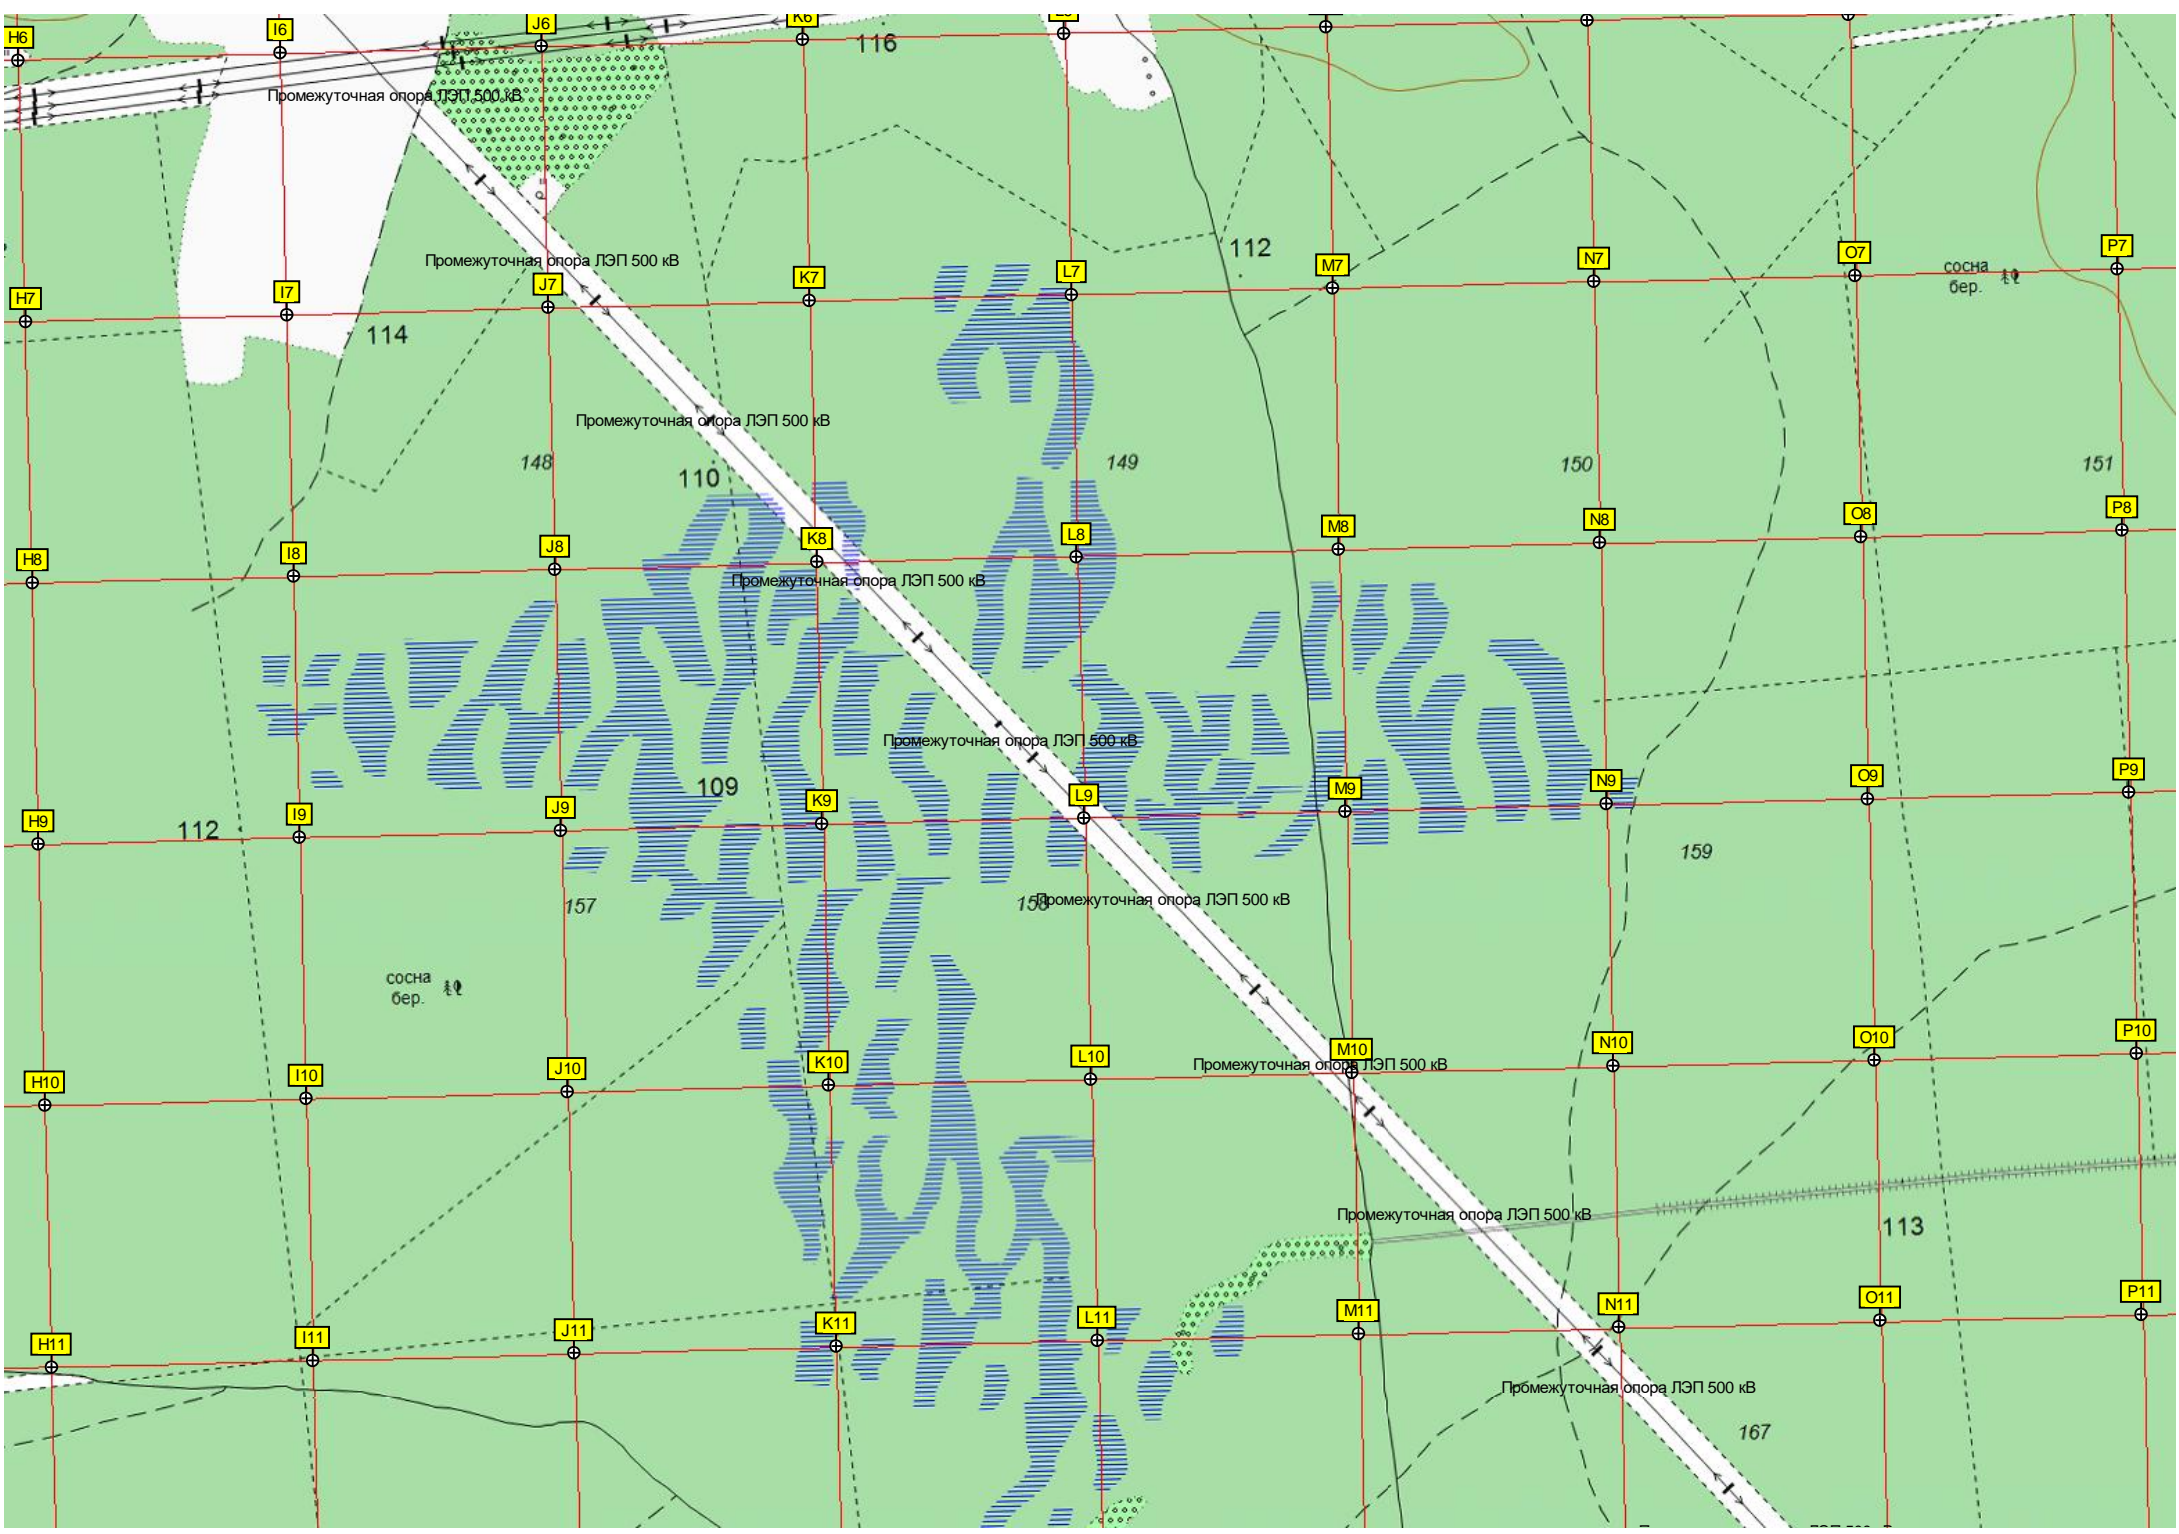 H6
I6
J6
K6
116
Промежуточная опора ЛЭП 500 кВ
112
Промежуточная опора ЛЭП 500 кВ
H7
I7
J7
K7
L7
M7
N7
O7
P7
сосна
бер.
114
Промежуточная опора ЛЭП 500 кВ
148
110
149
150
151
H8
I8
J8
K8
L8
M8
N8
O8
P8
Промежуточная опора ЛЭП 500 кВ
Промежуточная опора ЛЭП 500 кВ
109
H9
I9
J9
K9
L9
M9
N9
O9
P9
112
159
157
158
Промежуточная опора ЛЭП 500 кВ
сосна
бер.
H10
I10
J10
K10
L10
M10
N10
O10
P10
Промежуточная опора ЛЭП 500 кВ
Промежуточная опора ЛЭП 500 кВ
113
H11
I11
J11
K11
L11
M11
N11
O11
P11
Промежуточная опора ЛЭП 500 кВ
167